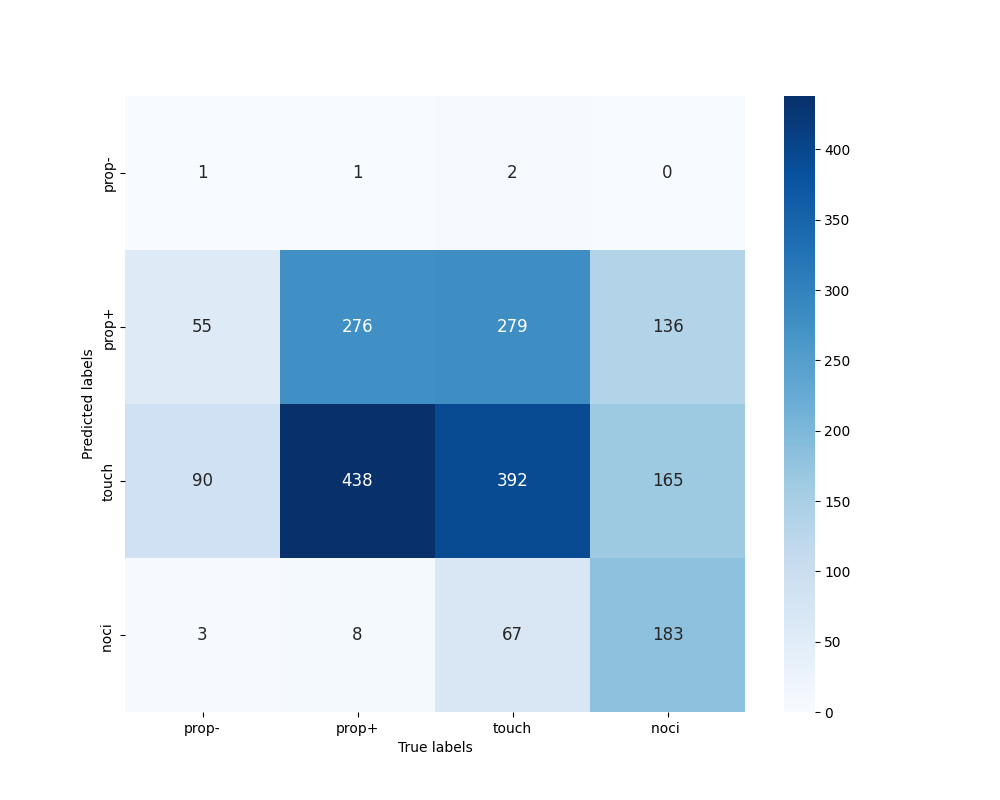 prop-
1 1 2 0
prop+
55 276 279 136
touch
90 438 392 165
noci
3 8 67 183
Predicted labels
prop- prop+ touch noci
True labels
400
350
300
250
200
150
100
50
0